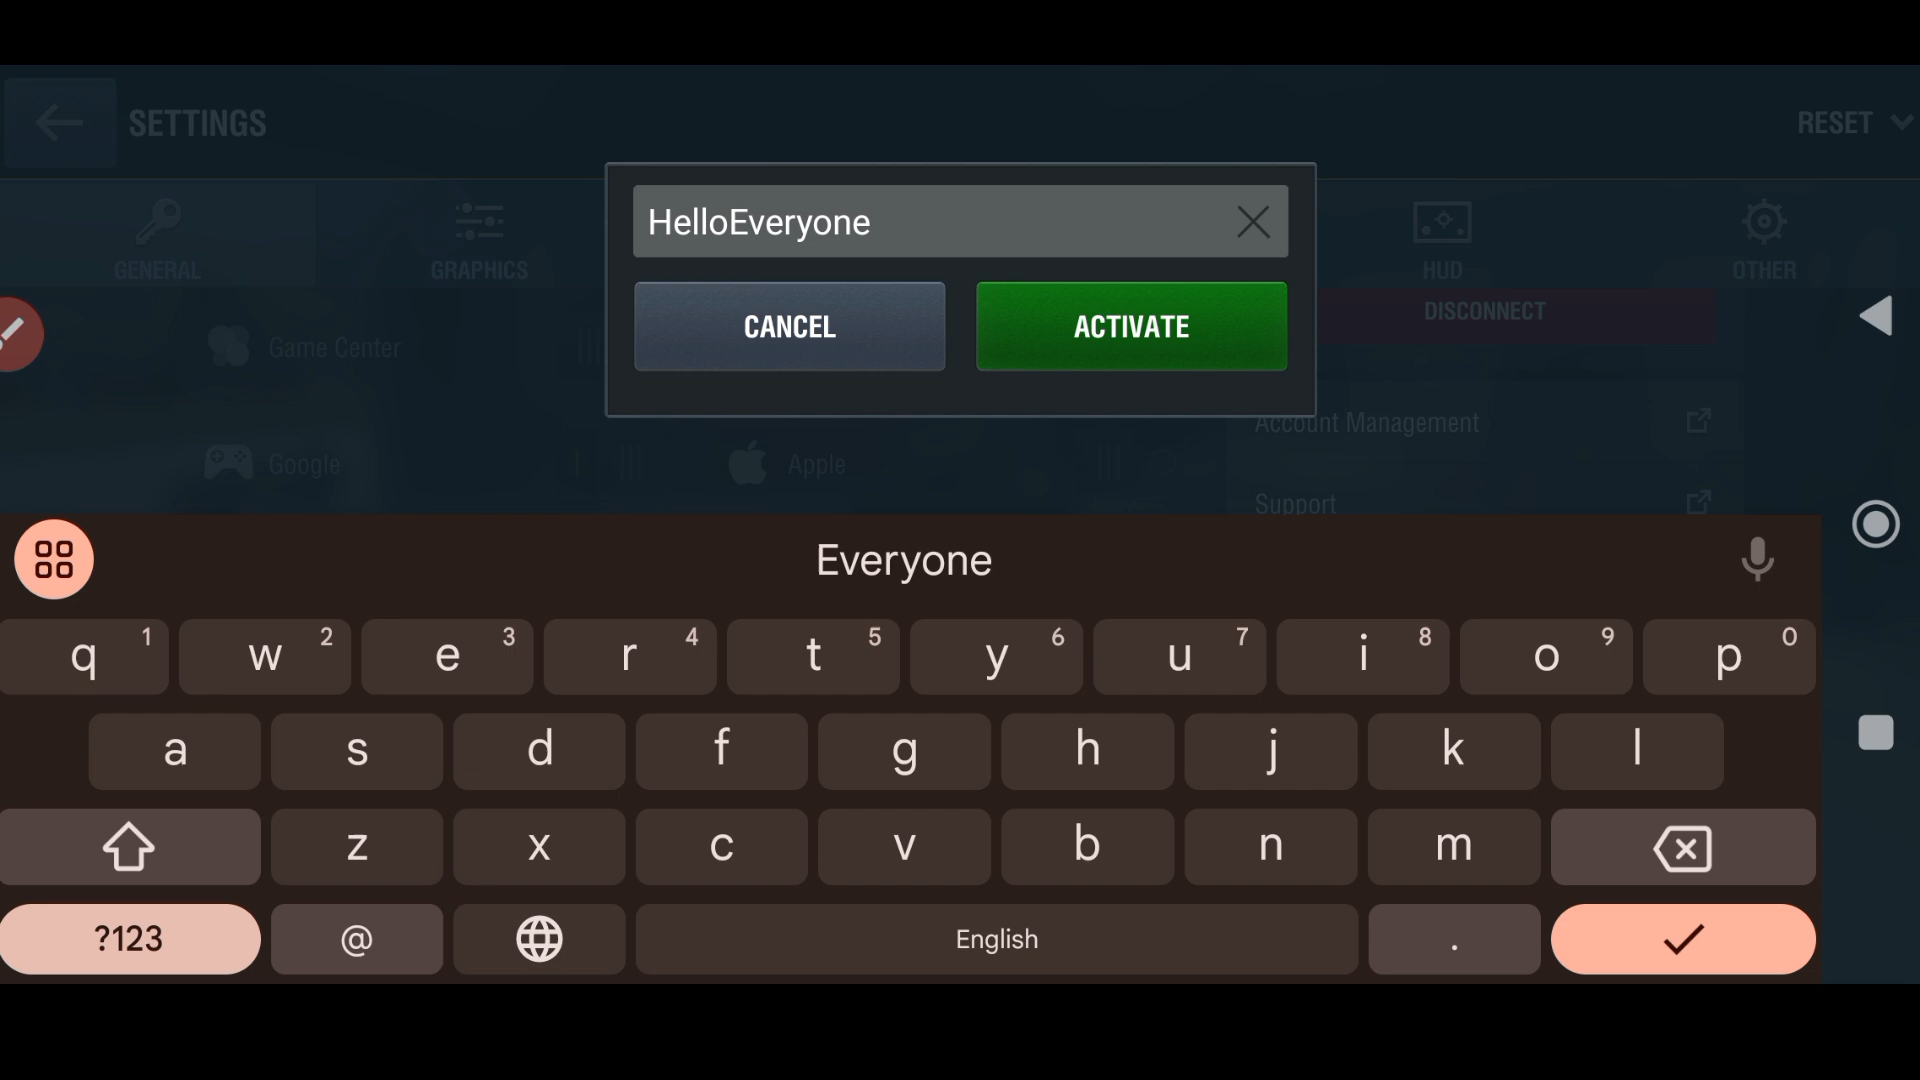 SETTINGS
RESET
HelloEveryone
GENERAL
GRAPHICS
HUD
OTHER
CANCEL
ACTIVATE
DISCONNECT
Game Center
Account Management
Google
Apple
Support
Everyone
q 1 w 2 e 3 r 4 t 5 y 6 u 7 i 8 o 9 p 0
a s d f g h j k l
z x c v b n m
?123 @ English .